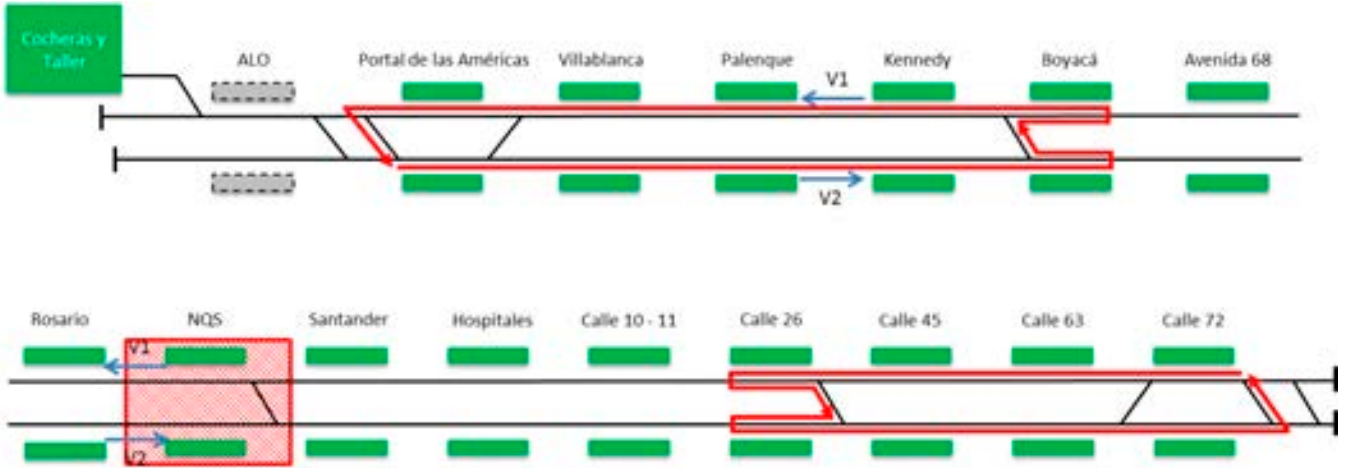 Cocheras y
Taller
ALO
Portal de las Américas
Villablanca
Palenque
Kennedy
Boyacá
Avenida 68
V1
V2
Rosario
NQS
Santander
Hospitales
Calle 10 - 11
Calle 26
Calle 45
Calle 63
Calle 72
V1
V2